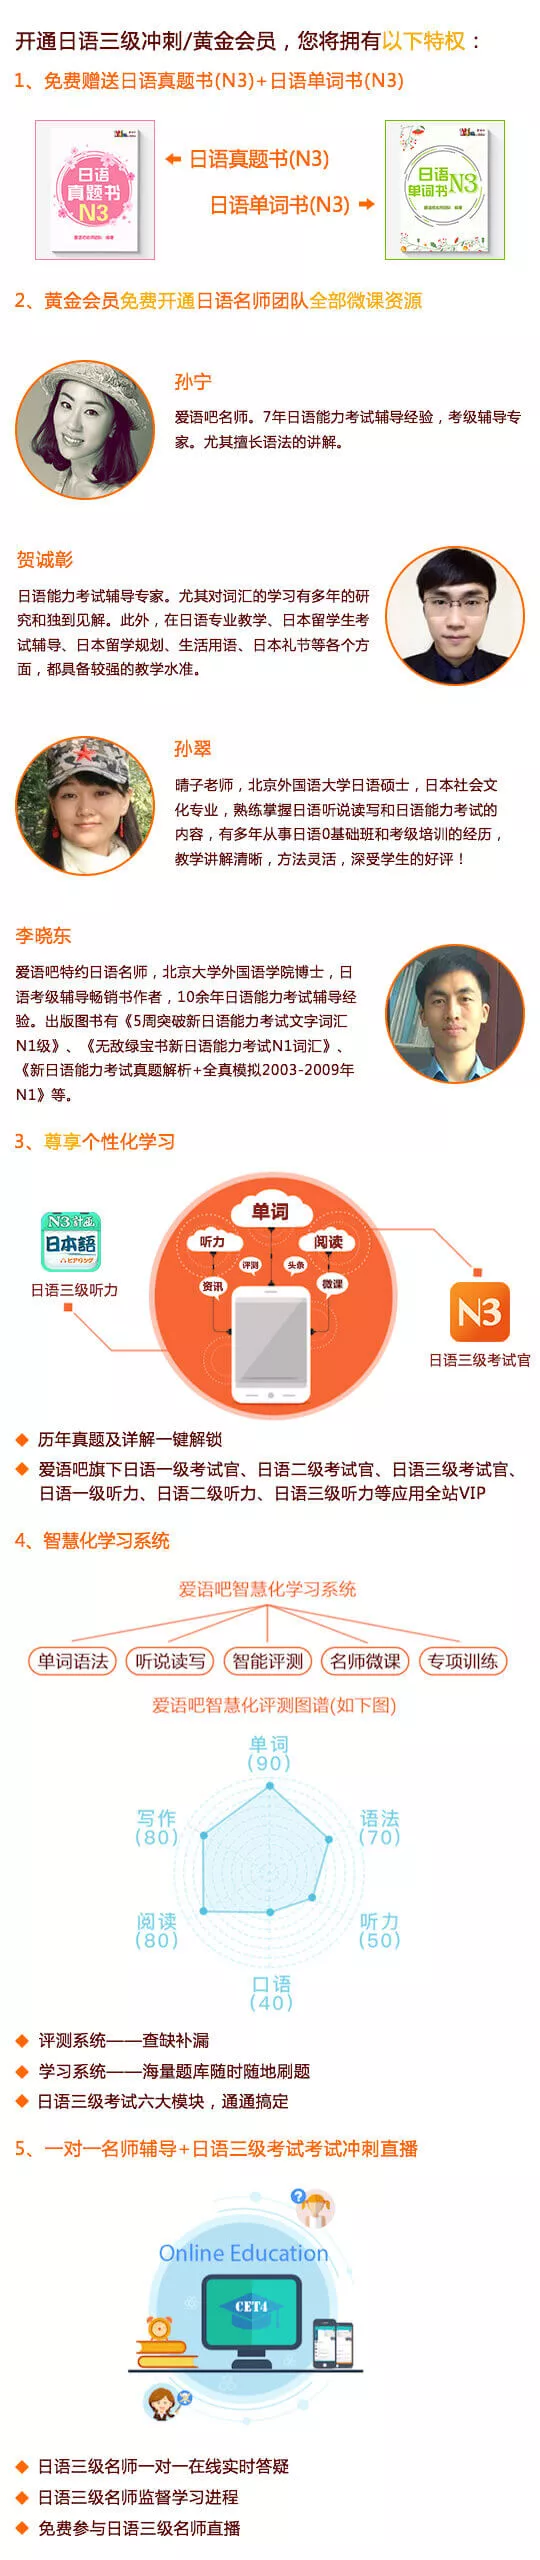 开通日语三级冲刺/黄金会员，您将拥有以下特权：
1、免费赠送日语真题书(N3)+日语单词书(N3)
日语
真题书
N3
日语真题书(N3)
日语单词书(N3)
日语
单词书N3
2、黄金会员免费开通日语名师团队全部微课资源
孙宁
爱语吧名师。7年日语能力考试辅导经验，考级辅导专
家。尤其擅长语法的讲解。
贺诚彰
日语能力考试辅导专家。尤其对词汇的学习有多年的研
究和独到见解。此外，在日语专业教学、日本留学生考
试辅导、日本留学规划、生活用语、日本礼节等各个方
面，都具备较强的教学水准。
孙翠
晴子老师，北京外国语大学日语硕士，日本社会文
化专业，熟练掌握日语听说读写和日语能力考试的
内容，有多年从事日语0基础班和考级培训的经历，
教学讲解清晰，方法灵活，深受学生的好评！
李晓东
爱语吧特约日语名师，北京大学外国语学院博士，日
语考级辅导畅销书作者，10余年日语能力考试辅导经
验。出版图书有《5周突破新日语能力考试文字词汇
N1级》、《无敌绿宝书新日语能力考试N1词汇》、
《新日语能力考试真题解析+全真模拟2003-2009年
N1》等。
3、尊享个性化学习
N3計画
日本語
ヒアリング
日语三级听力
单词
听力
阅读
评测
头条
资讯
微课
N3
日语三级考试官
历年真题及详解一键解锁
爱语吧旗下日语一级考试官、日语二级考试官、日语三级考试官、
日语一级听力、日语二级听力、日语三级听力等应用全站VIP
4、智慧化学习系统
爱语吧智慧化学习系统
单词语法
听说读写
智能评测
名师微课
专项训练
爱语吧智慧化评测图谱(如下图)
单词
(90)
写作
(80)
语法
(70)
阅读
(80)
听力
(50)
口语
(40)
评测系统——查缺补漏
学习系统——海量题库随时随地刷题
日语三级考试六大模块，通通搞定
5、一对一名师辅导+日语三级考试考试冲刺直播
Online Education
CET4
日语三级名师一对一在线实时答疑
日语三级名师监督学习进程
免费参与日语三级名师直播